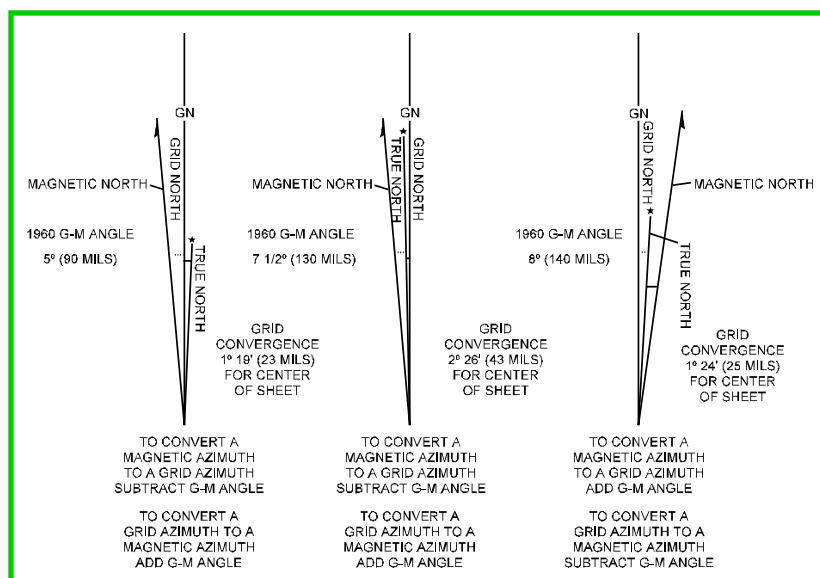 GN
GRID NORTH
MAGNETIC NORTH
1960 G-M ANGLE
5° (90 MILS)
TRUE NORTH
GRID
CONVERGENCE
1° 19' (23 MILS)
FOR CENTER
OF SHEET
TO CONVERT A
MAGNETIC AZIMUTH
TO A GRID AZIMUTH
SUBTRACT G-M ANGLE
TO CONVERT A
GRID AZIMUTH TO A
MAGNETIC AZIMUTH
ADD G-M ANGLE
GN
TRUE NORTH
GRID NORTH
MAGNETIC NORTH
1960 G-M ANGLE
7 1/2° (130 MILS)
GRID
CONVERGENCE
2° 26' (43 MILS)
FOR CENTER
OF SHEET
TO CONVERT A
MAGNETIC AZIMUTH
TO A GRID AZIMUTH
SUBTRACT G-M ANGLE
TO CONVERT A
GRID AZIMUTH TO A
MAGNETIC AZIMUTH
ADD G-M ANGLE
GN
GRID NORTH
MAGNETIC NORTH
1960 G-M ANGLE
8° (140 MILS)
TRUE NORTH
GRID
CONVERGENCE
1° 24' (25 MILS)
FOR CENTER
OF SHEET
TO CONVERT A
MAGNETIC AZIMUTH
TO A GRID AZIMUTH
ADD G-M ANGLE
TO CONVERT A
GRID AZIMUTH TO A
MAGNETIC AZIMUTH
SUBTRACT G-M ANGLE